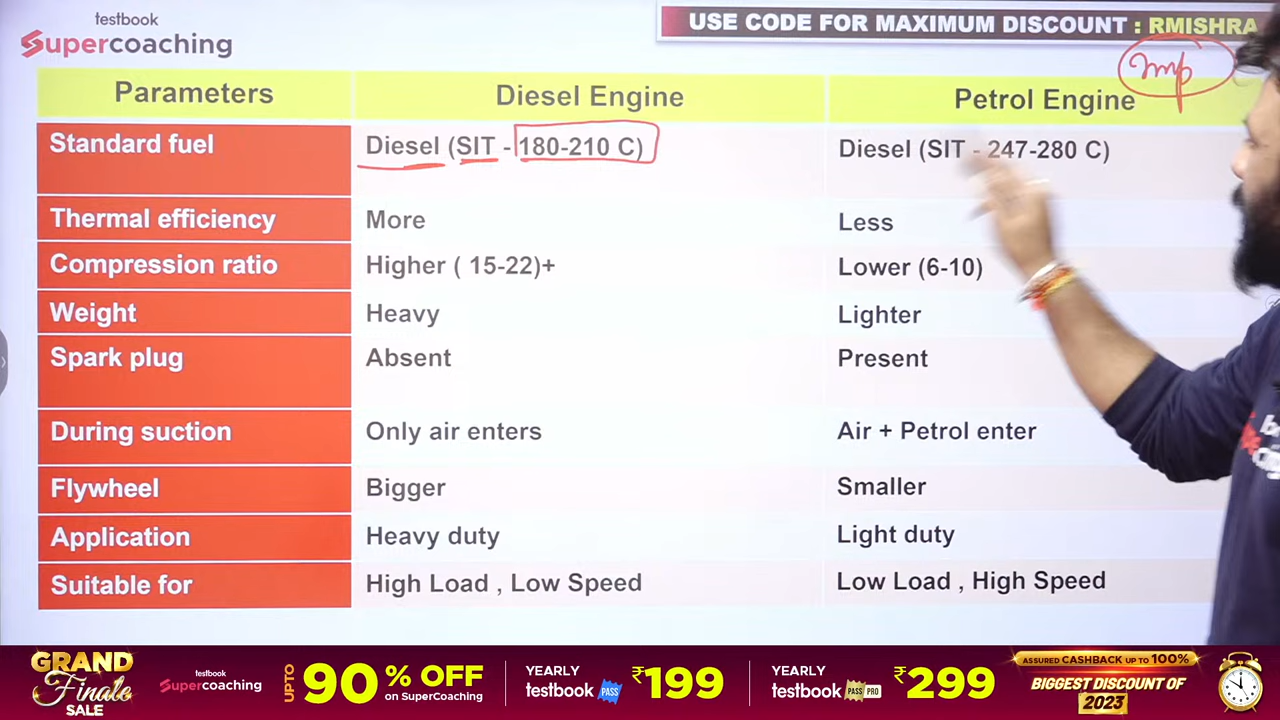 testbook
Supercoaching
USE CODE FOR MAXIMUM DISCOUNT : RMISHRA
Imp
Parameters Diesel Engine Petrol Engine
Standard fuel Diesel (SIT - 180-210 C) Diesel (SIT - 247-280 C)
Thermal efficiency More Less
Compression ratio Higher ( 15-22)+ Lower (6-10)
Weight Heavy Lighter
Spark plug Absent Present
During suction Only air enters Air + Petrol enter
Flywheel Bigger Smaller
Application Heavy duty Light duty
Suitable for High Load , Low Speed Low Load , High Speed
GRAND
Finale
SALE
testbook
Supercoaching
UPTO 90 % OFF
on SuperCoaching
YEARLY
testbook PASS
₹199
YEARLY
testbook PASS PRO
₹299
ASSURED CASHBACK UP TO 100%
BIGGEST DISCOUNT OF
2023